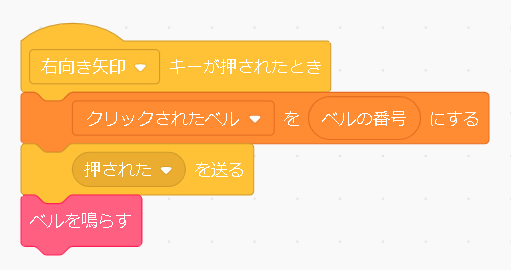 右向き矢印 キーが押されたとき
クリックされたベル を ベルの番号 にする
押された を送る
ベルを鳴らす